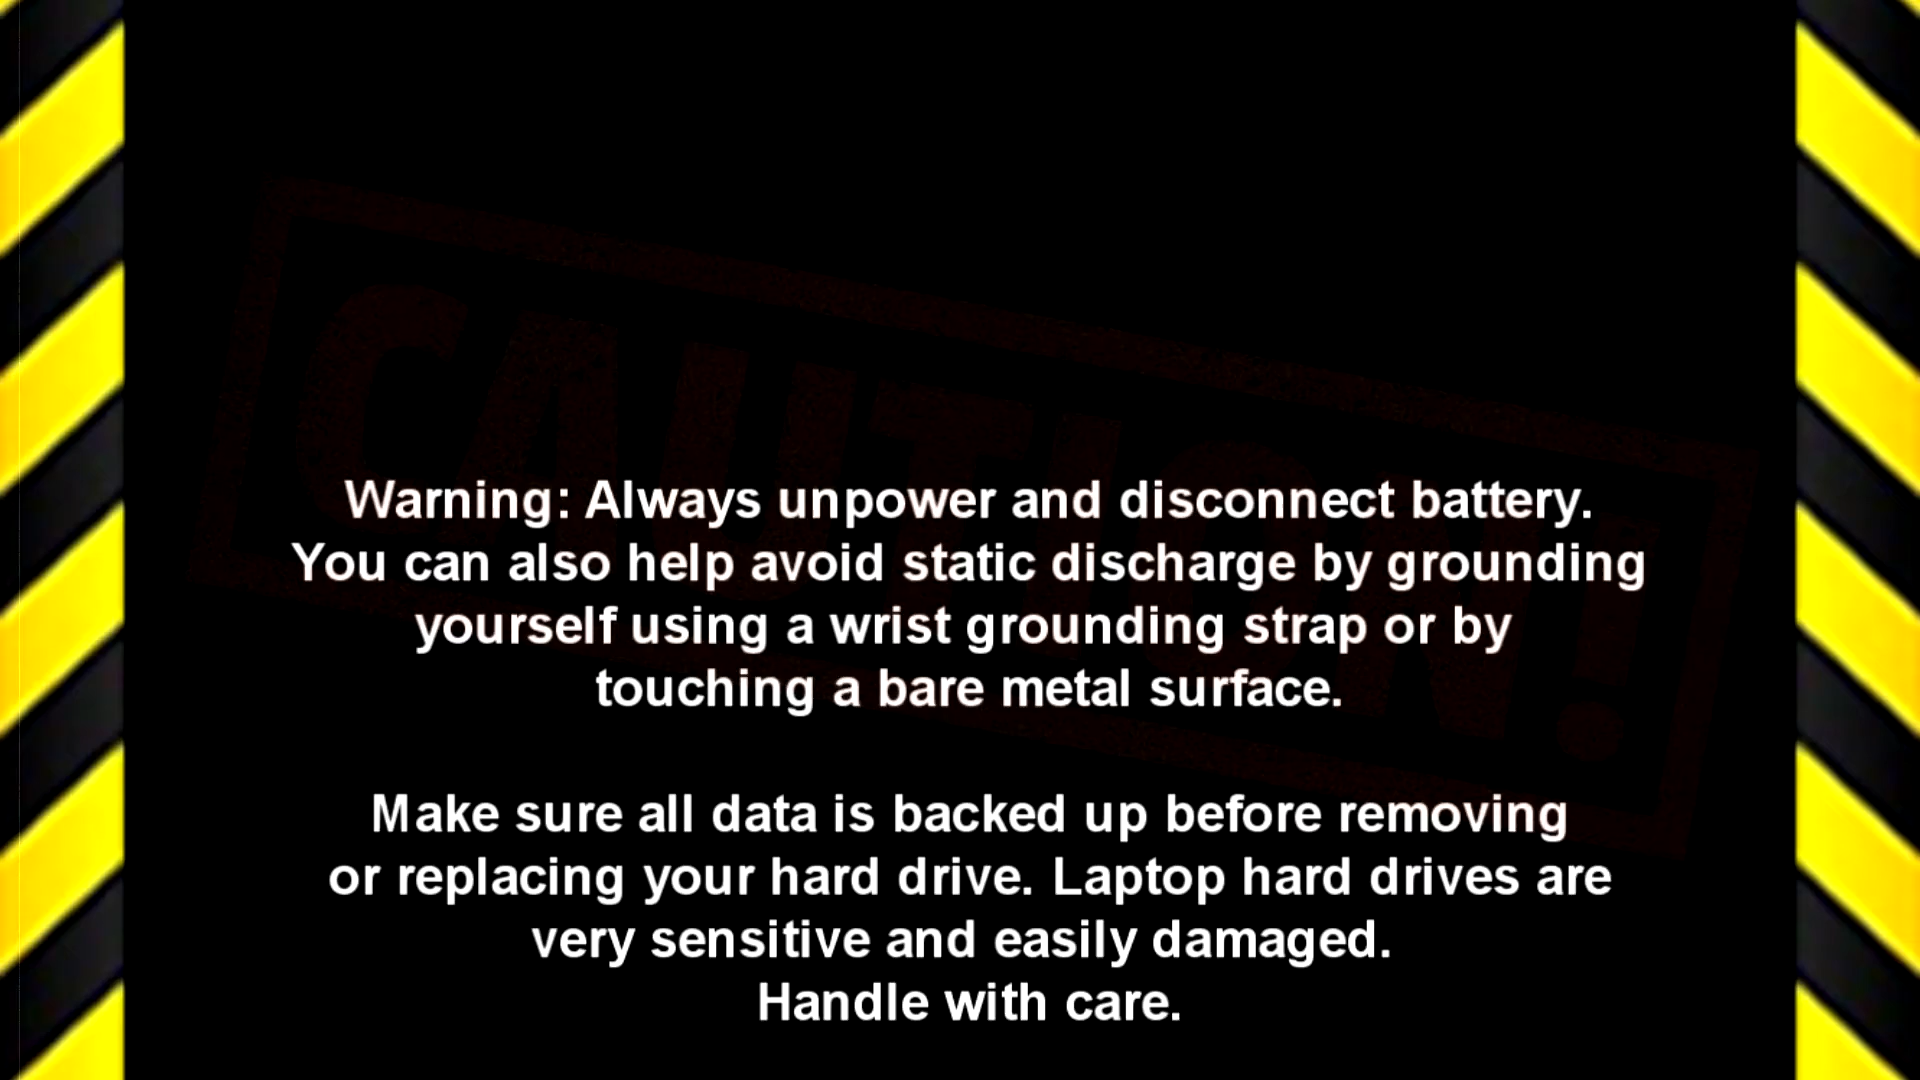 CAUTION!
Warning: Always unpower and disconnect battery.
You can also help avoid static discharge by grounding
yourself using a wrist grounding strap or by
touching a bare metal surface.
Make sure all data is backed up before removing
or replacing your hard drive. Laptop hard drives are
very sensitive and easily damaged.
Handle with care.